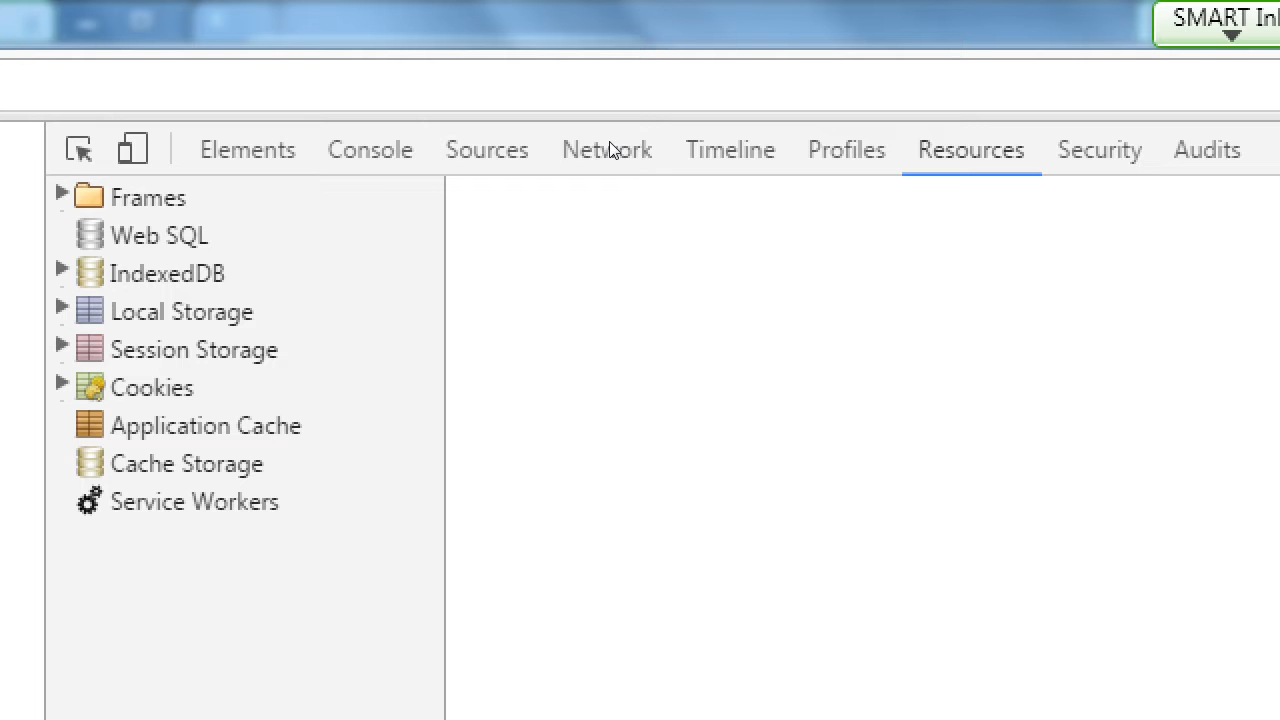 SMART In
Elements Console Sources Network Timeline Profiles Resources Security Audits
Frames
Web SQL
IndexedDB
Local Storage
Session Storage
Cookies
Application Cache
Cache Storage
Service Workers